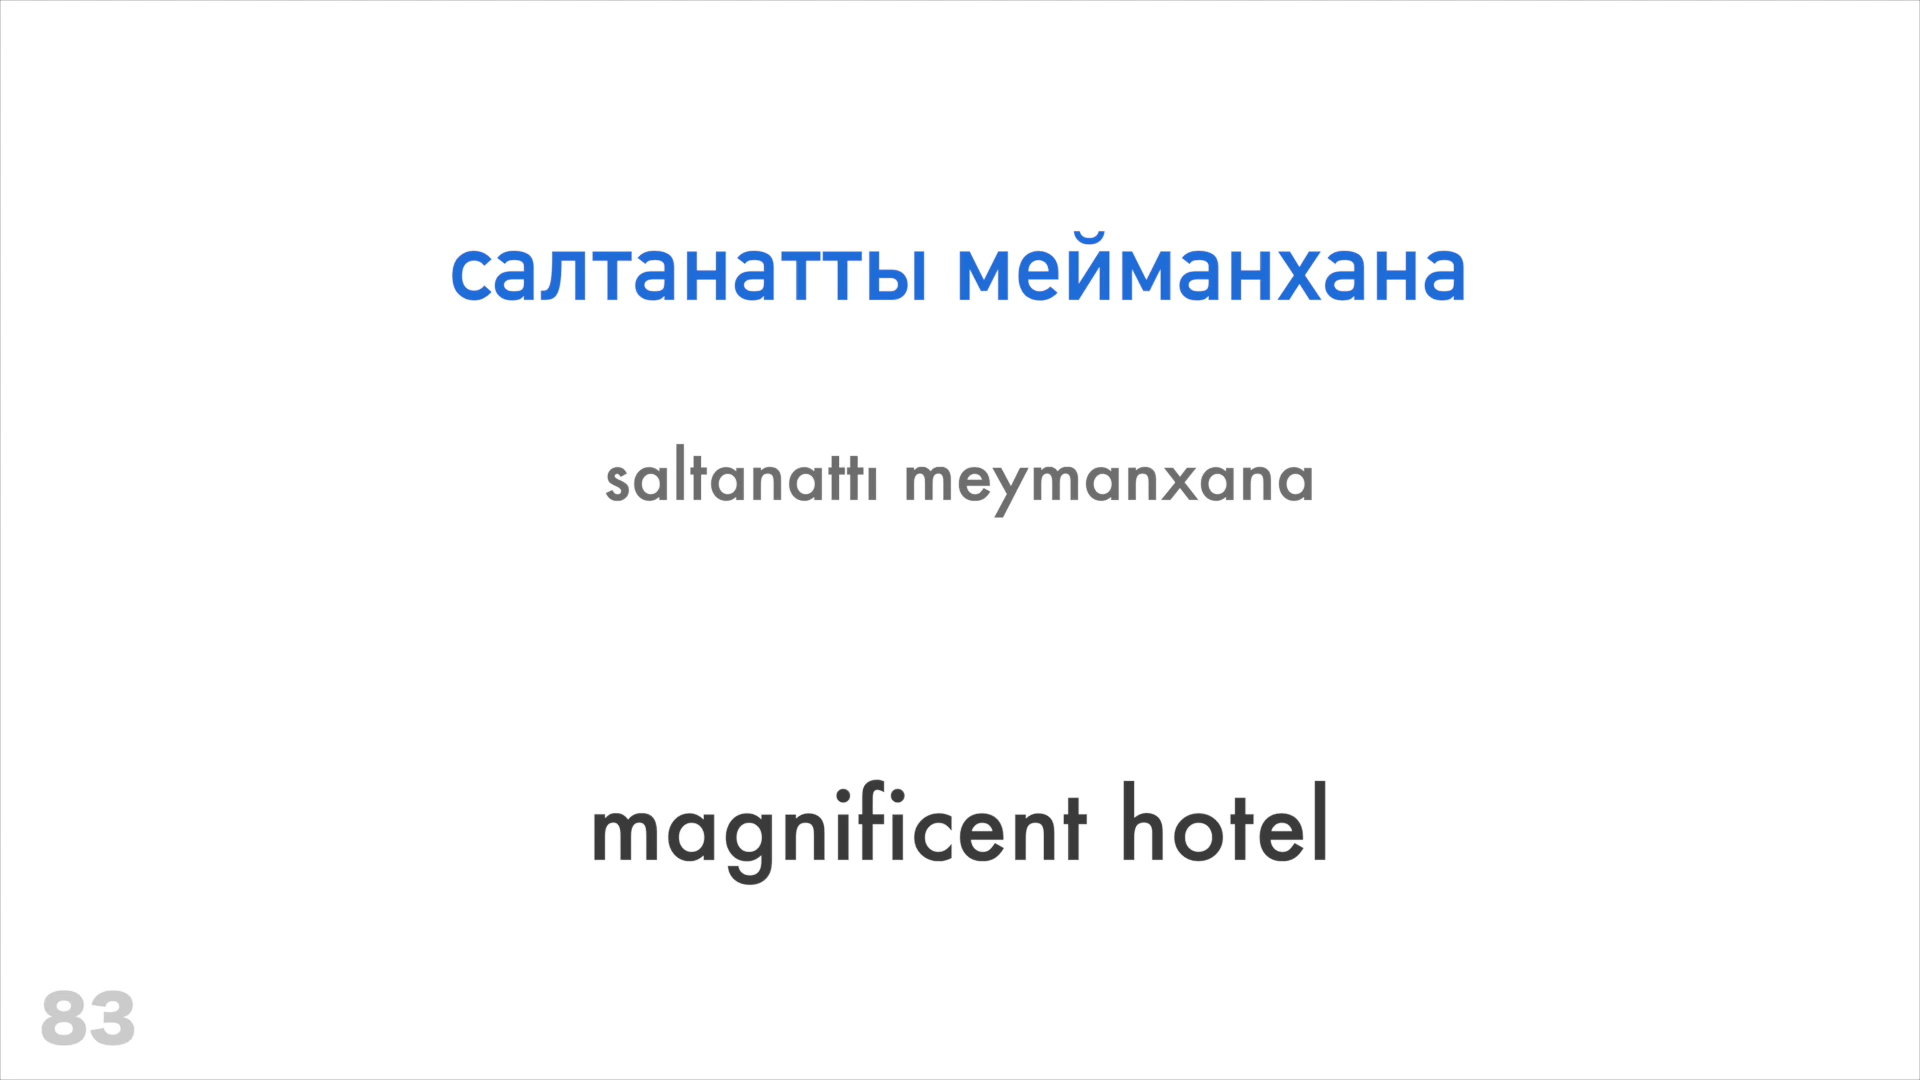 салтанатты мейманхана
saltanattı meymanxana
magnificent hotel
83